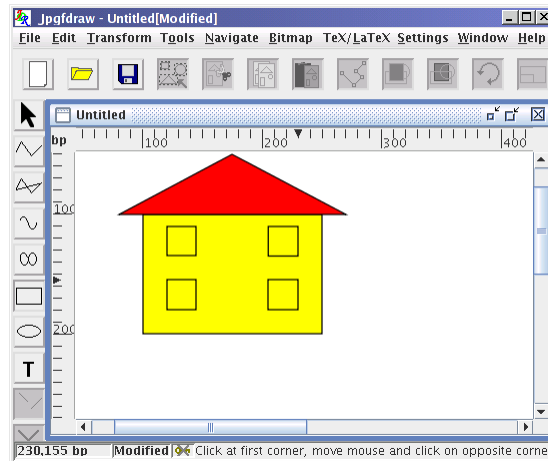 Jpgfdraw - Untitled[Modified]
File Edit Transform Tools Navigate Bitmap TeX/LaTeX Settings Window Help
Untitled
bp 100 200 300 400
100
200
T
230,155 bp Modified Click at first corner, move mouse and click on opposite corne